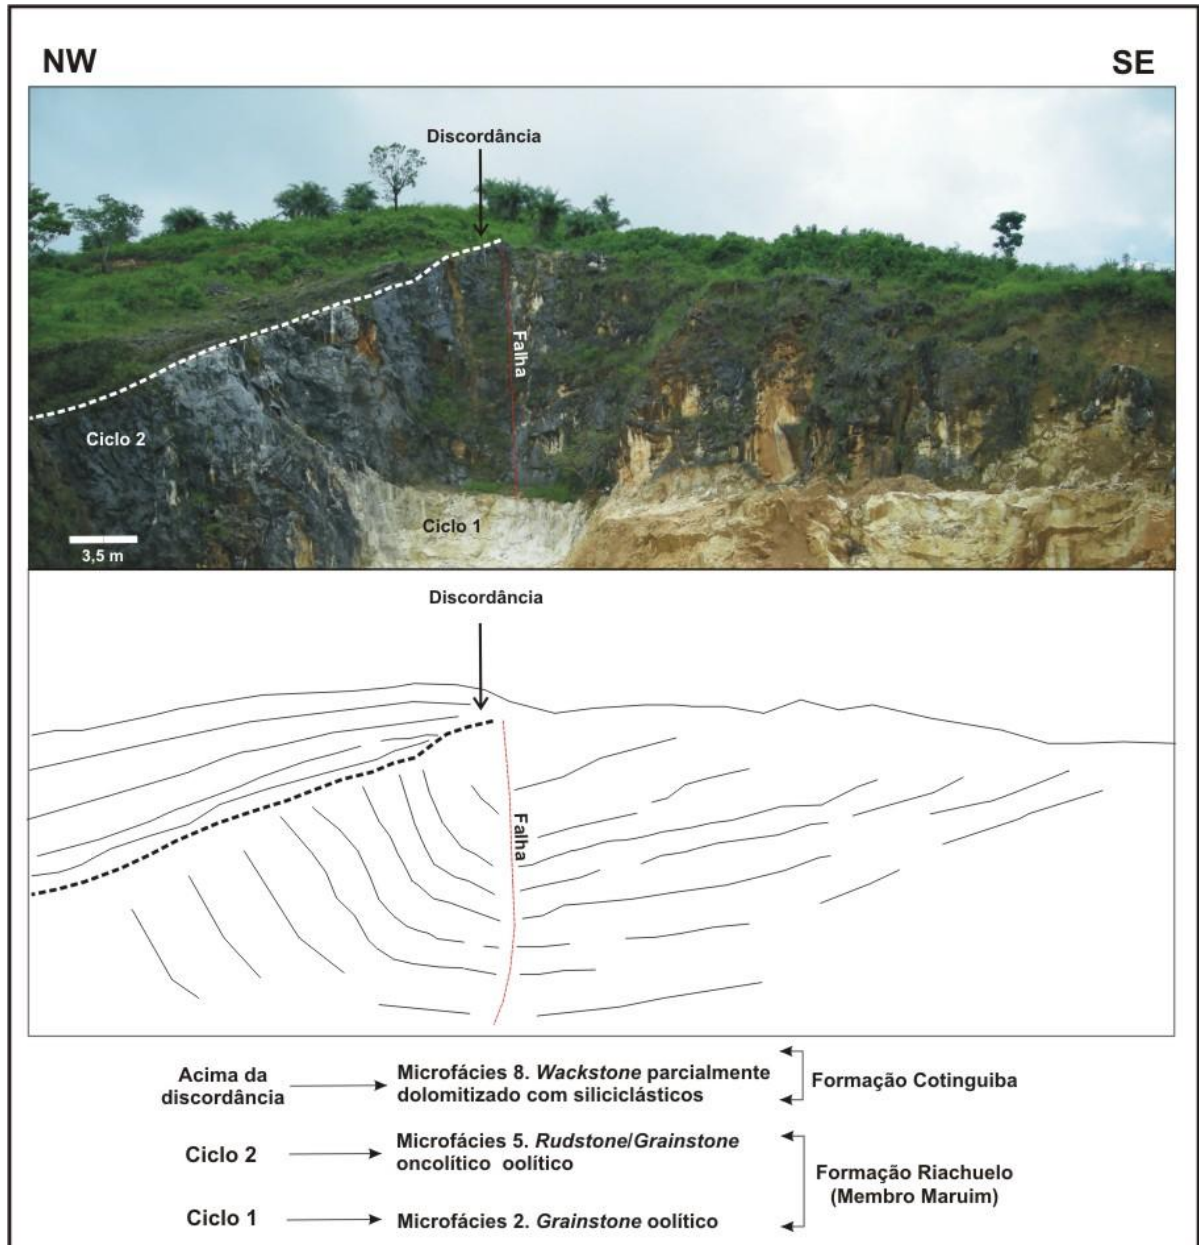 NW
SE
Discordância
Falha
Ciclo 2
Ciclo 1
3,5 m
Discordância
Falha
Acima da
discordância
Microfácies 8. Wackstone parcialmente
dolomitizado com siliciclásticos
Formação Cotinguiba
Ciclo 2
Microfácies 5. Rudstone/Grainstone
oncolítico oolítico
Formação Riachuelo
(Membro Maruim)
Ciclo 1
Microfácies 2. Grainstone oolítico